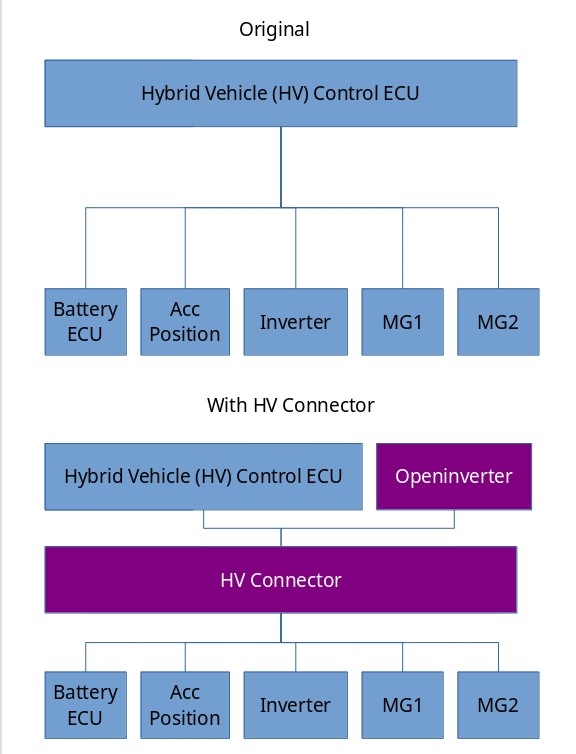 Original
Hybrid Vehicle (HV) Control ECU
Battery
ECU
Acc
Position
Inverter
MG1
MG2
With HV Connector
Hybrid Vehicle (HV) Control ECU
Openinverter
HV Connector
Battery
ECU
Acc
Position
Inverter
MG1
MG2